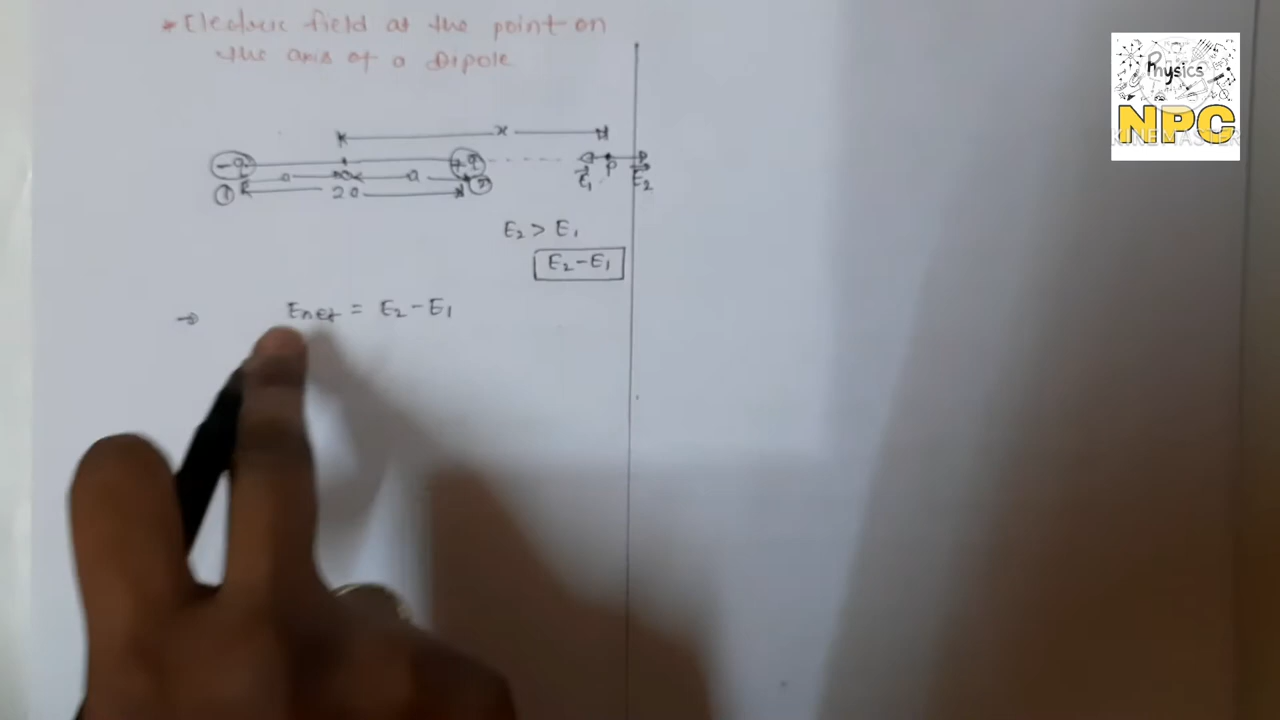 * Electric field at the point on
the axis of a Dipole
x
-q
+q
P
a
a
E₁
E₂
①
2a
②
E₂ > E₁
E₂-E₁
→ Enet = E₂-E₁
Physics
NPC
KINEMASTER